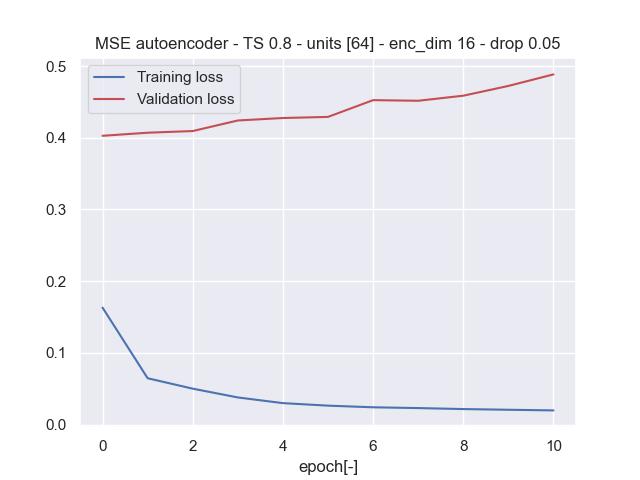 MSE autoencoder - TS 0.8 - units [64] - enc_dim 16 - drop 0.05
Training loss
Validation loss
0.5
0.4
0.3
0.2
0.1
0.0
0 2 4 6 8 10
epoch[-]